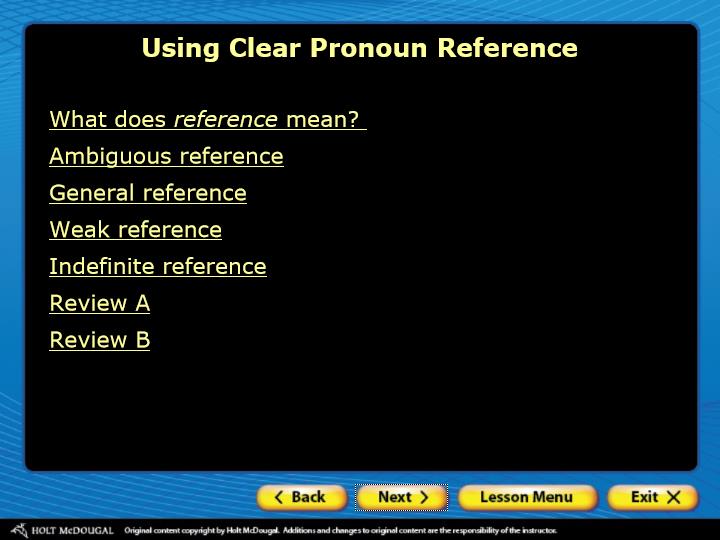 Using Clear Pronoun Reference
What does reference mean?
Ambiguous reference
General reference
Weak reference
Indefinite reference
Review A
Review B
Back Next Lesson Menu Exit
HOLT MCDOUGAL Original content copyright by Holt McDougal. Additions and changes to original content are the responsibility of the instructor.